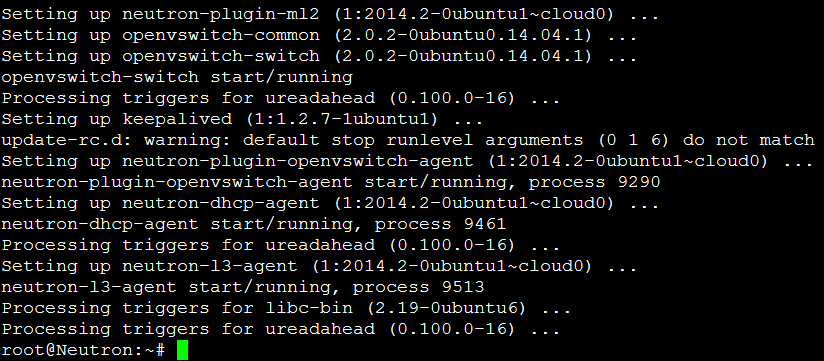 Setting up neutron-plugin-ml2 (1:2014.2-0ubuntu1~cloud0) ...
Setting up openvswitch-common (2.0.2-0ubuntu0.14.04.1) ...
Setting up openvswitch-switch (2.0.2-0ubuntu0.14.04.1) ...
openvswitch-switch start/running
Processing triggers for ureadahead (0.100.0-16) ...
Setting up keepalived (1:1.2.7-1ubuntu1) ...
update-rc.d: warning: default stop runlevel arguments (0 1 6) do not match
Setting up neutron-plugin-openvswitch-agent (1:2014.2-0ubuntu1~cloud0) ...
neutron-plugin-openvswitch-agent start/running, process 9290
Setting up neutron-dhcp-agent (1:2014.2-0ubuntu1~cloud0) ...
neutron-dhcp-agent start/running, process 9461
Processing triggers for ureadahead (0.100.0-16) ...
Setting up neutron-l3-agent (1:2014.2-0ubuntu1~cloud0) ...
neutron-l3-agent start/running, process 9513
Processing triggers for libc-bin (2.19-0ubuntu6) ...
Processing triggers for ureadahead (0.100.0-16) ...
root@Neutron:~#